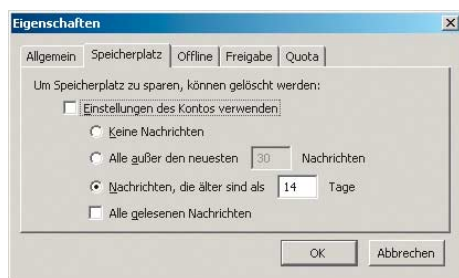 Eigenschaften
Allgemein Speicherplatz Offline Freigabe Quota
Um Speicherplatz zu sparen, können gelöscht werden:
Einstellungen des Kontos verwenden
Keine Nachrichten
Alle außer den neuesten 30 Nachrichten
Nachrichten, die älter sind als 14 Tage
Alle gelesenen Nachrichten
OK Abbrechen